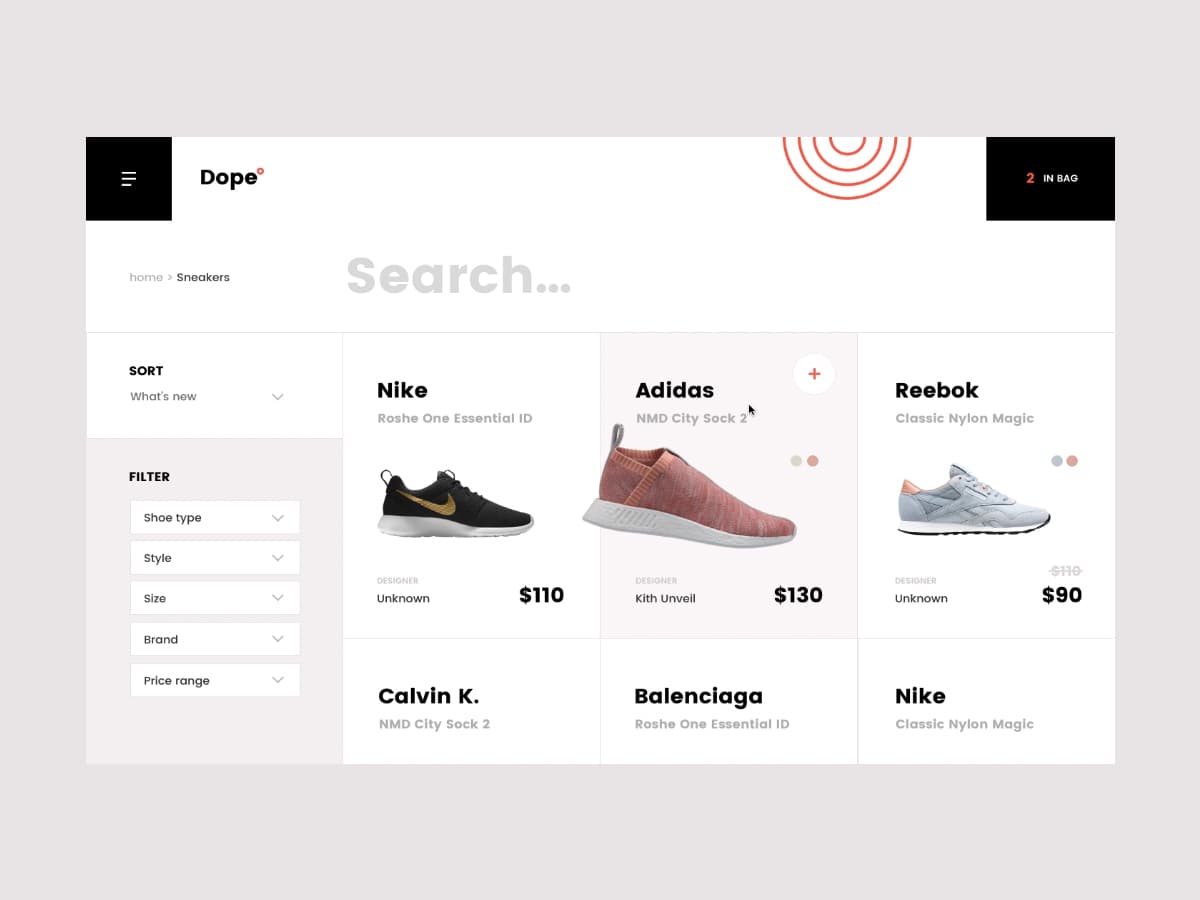 Dope
2 IN BAG
home > Sneakers
Search...
SORT
What's new
FILTER
Shoe type
Style
Size
Brand
Price range
Nike
Roshe One Essential ID
DESIGNER
Unknown
$110
Adidas
NMD City Sock 2
DESIGNER
Kith Unveil
$130
Reebok
Classic Nylon Magic
$110
DESIGNER
Unknown
$90
Calvin K.
NMD City Sock 2
Balenciaga
Roshe One Essential ID
Nike
Classic Nylon Magic